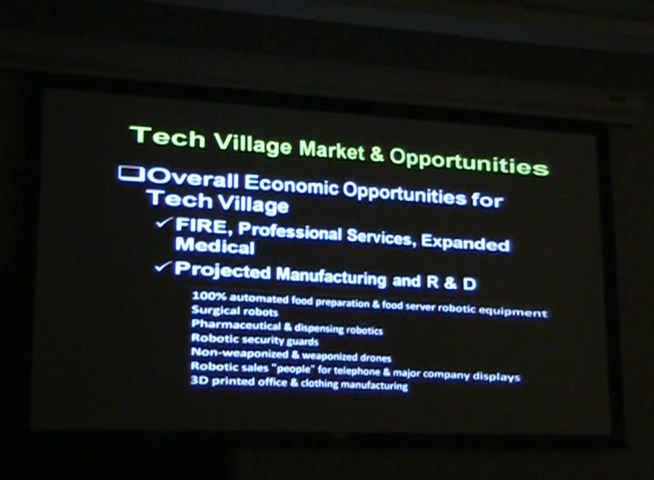 Tech Village Market & Opportunities
Overall Economic Opportunities for
Tech Village
✓ FIRE, Professional Services, Expanded
Medical
✓ Projected Manufacturing and R & D
100% automated food preparation & food server robotic equipment
Surgical robots
Pharmaceutical & dispensing robotics
Robotic security guards
Non-weaponized & weaponized drones
Robotic sales "people" for telephone & major company displays
3D printed office & clothing manufacturing